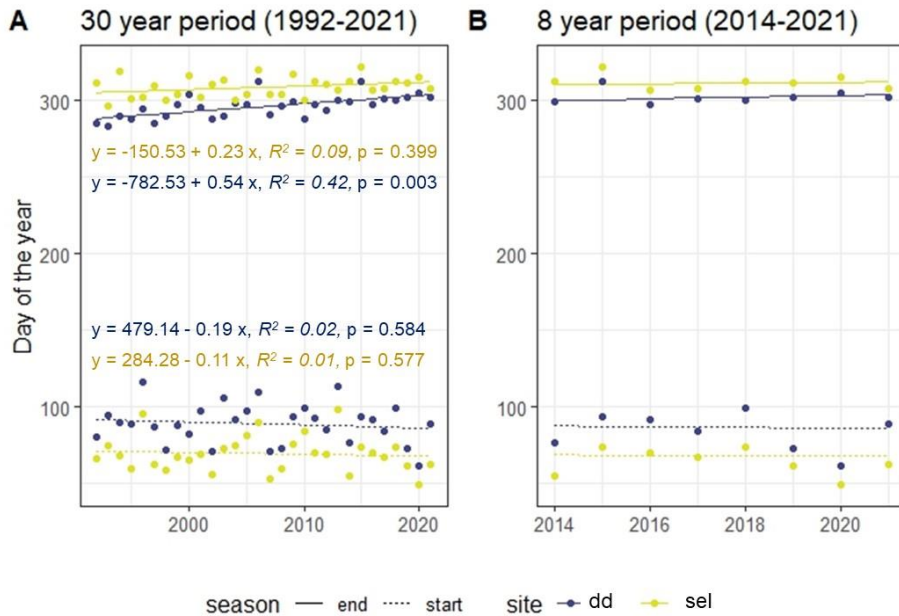 A 30 year period (1992-2021)
B 8 year period (2014-2021)
Day of the year
300
200
100
y = -150.53 + 0.23 x, R² = 0.09, p = 0.399
y = -782.53 + 0.54 x, R² = 0.42, p = 0.003
y = 479.14 - 0.19 x, R² = 0.02, p = 0.584
y = 284.28 - 0.11 x, R² = 0.01, p = 0.577
2000 2010 2020
300
200
100
2014 2016 2018 2020
season end start site dd sel